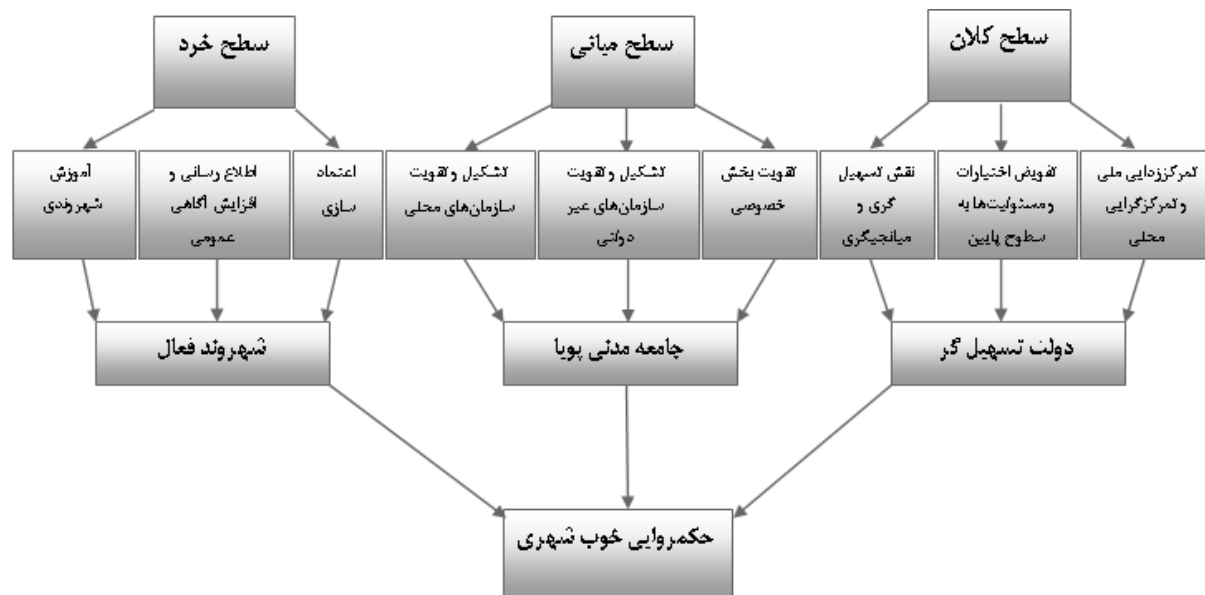 سطح کلان
سطح میانی
سطح خرد
تمرکززدایی ملی
و تمرکزگرایی
محلی
تفویض اختیارات
و مسئولیت‌ها به
سطوح پایین
نقش تسهیل
گری و
میانجیگری
تقویت بخش
خصوصی
تشکیل و تقویت
سازمان‌های غیر
دولتی
تشکیل و تقویت
سازمان‌های محلی
اعتماد
سازی
اطلاع رسانی و
افزایش آگاهی
عمومی
آموزش
شهروندی
دولت تسهیل گر
جامعه مدنی پویا
شهروند فعال
حکمروایی خوب شهری